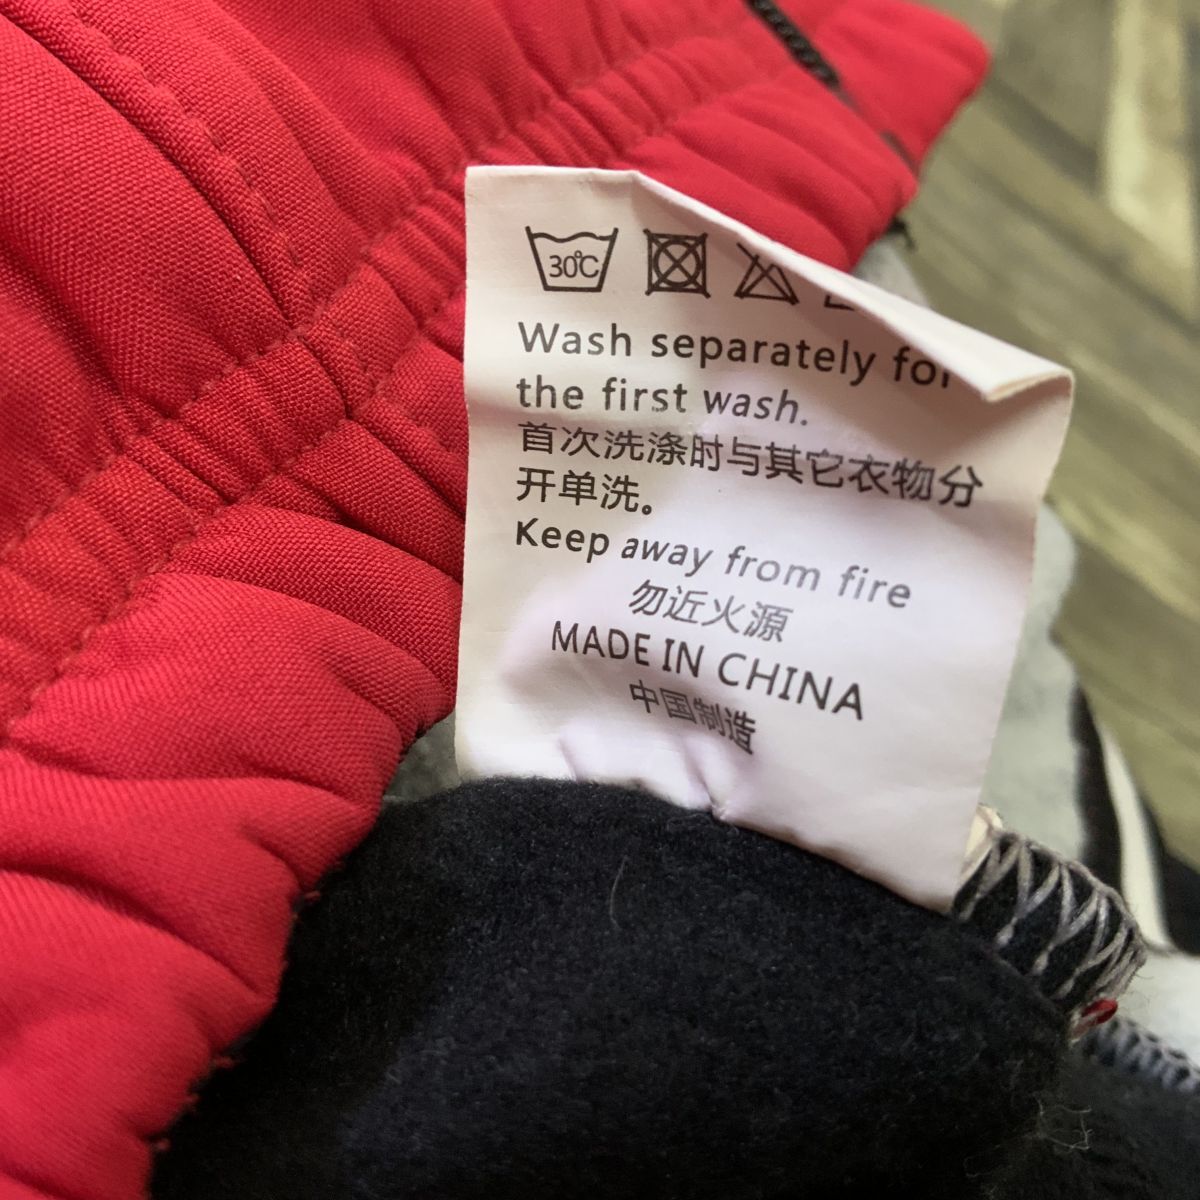 30℃
Wash separately for
the first wash.
首次洗涤时与其它衣物分
开单洗。
Keep away from fire
勿近火源
MADE IN CHINA
中国制造